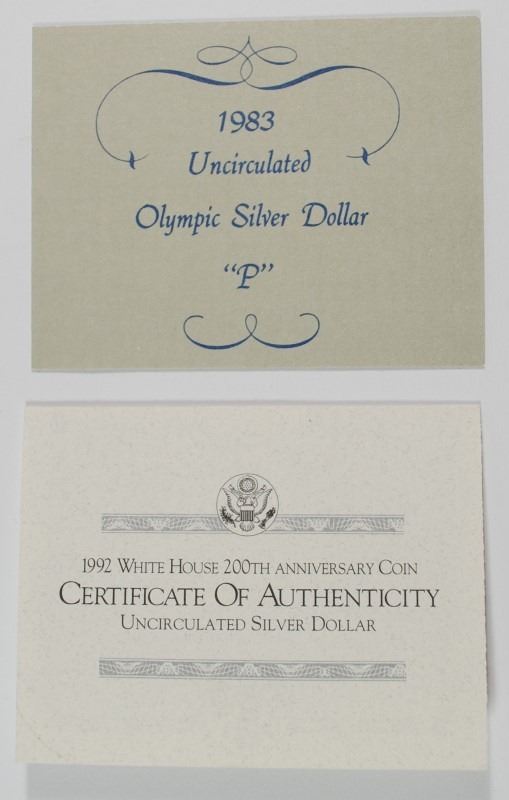 1983
Uncirculated
Olympic Silver Dollar
“P”
1992 White House 200th anniversary Coin
Certificate Of Authenticity
Uncirculated Silver Dollar